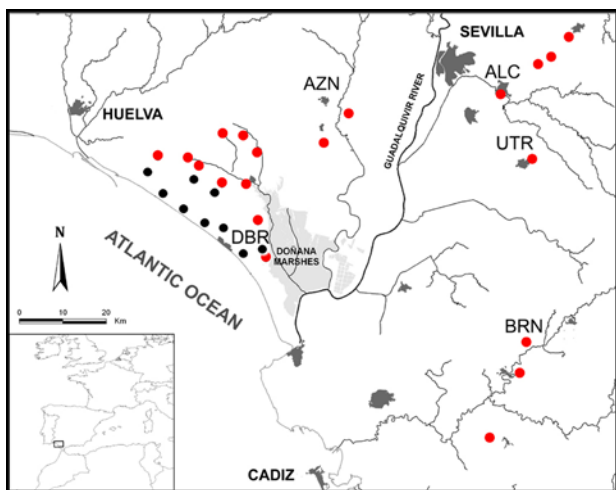 SEVILLA
ALC
AZN
HUELVA
GUADALQUIVIR RIVER
UTR
N
DBR
DOÑANA
MARSHES
ATLANTIC OCEAN
0 10 20
Km
BRN
CADIZ